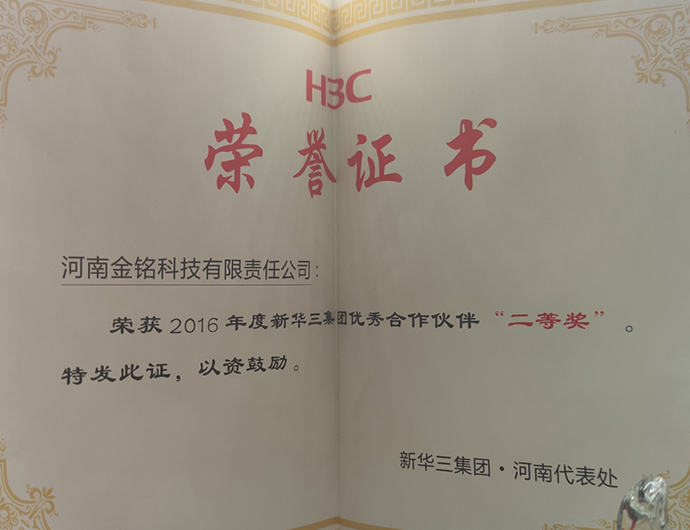 H3C
荣誉证书
河南金铭科技有限责任公司：
荣获2016年度新华三集团优秀合作伙伴“二等奖”。
特发此证，以资鼓励。
新华三集团·河南代表处